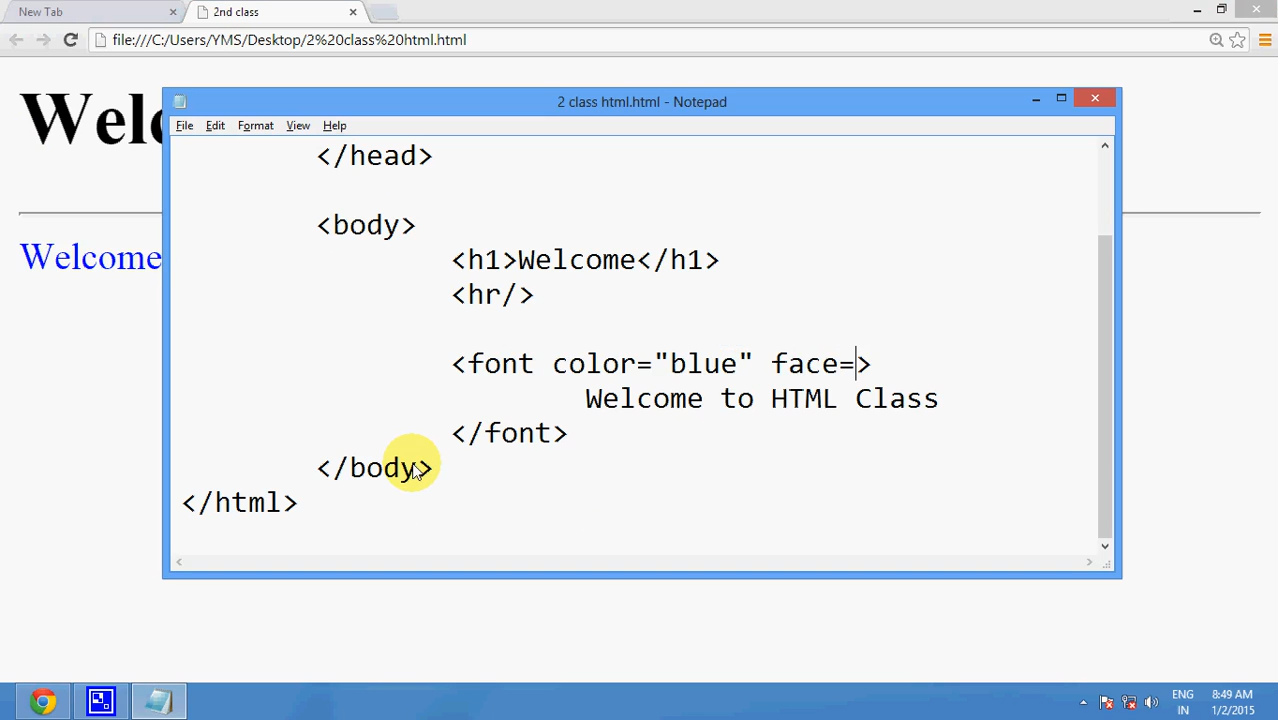 New Tab
2nd class
file:///C:/Users/YMS/Desktop/2%20class%20html.html
Welc
2 class html.html - Notepad
File Edit Format View Help
</head>
<body>
<h1>Welcome</h1>
<hr/>
Welcome
<font color="blue" face=>
Welcome to HTML Class
</font>
</body>
</html>
ENG 8:49 AM
IN 1/2/2015